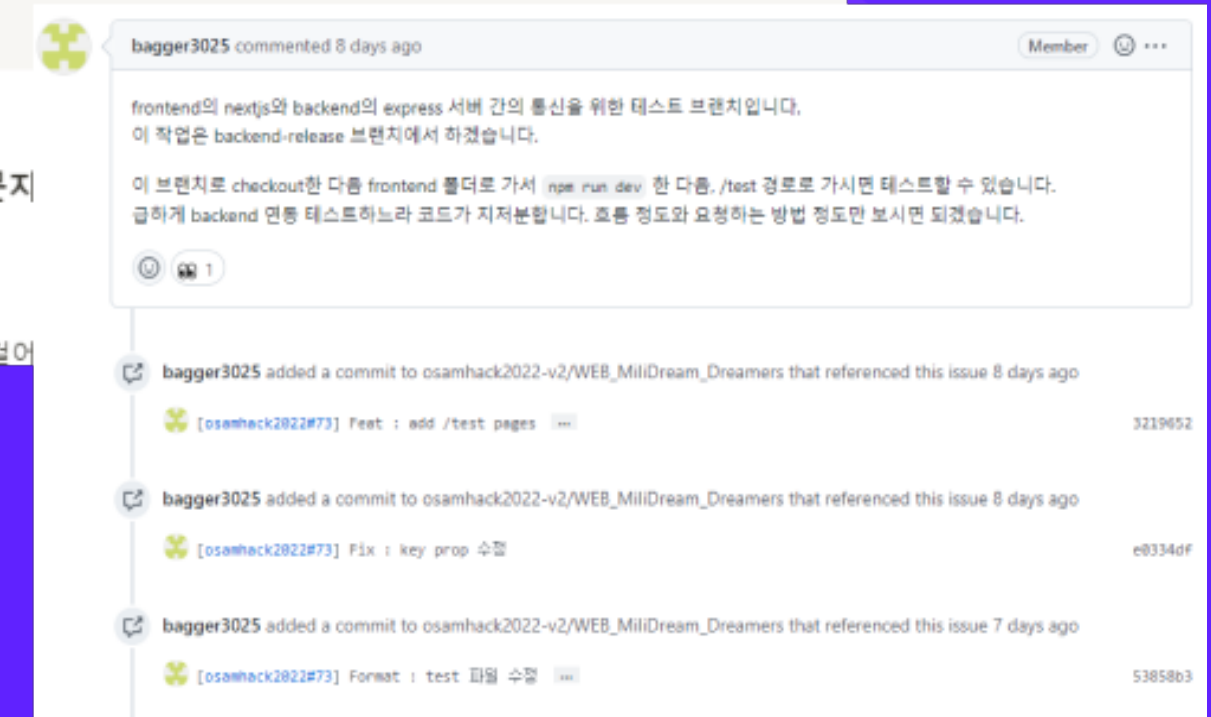 bagger3025 commented 8 days ago
Member
frontend의 nextjs와 backend의 express 서버 간의 통신을 위한 테스트 브랜치입니다.
이 작업은 backend-release 브랜치에서 하겠습니다.
이 브랜치로 checkout한 다음 frontend 폴더로 가서 npm run dev 한 다음, /test 경로로 가시면 테스트할 수 있습니다.
급하게 backend 연동 테스트하느라 코드가 지저분합니다. 흐름 정도와 요청하는 방법 정도만 보시면 되겠습니다.
1
bagger3025 added a commit to osamhack2022-v2/WEB_MiliDream_Dreamers that referenced this issue 8 days ago
[osamhack2022#73] Feat : add /test pages ...
3219652
bagger3025 added a commit to osamhack2022-v2/WEB_MiliDream_Dreamers that referenced this issue 8 days ago
[osamhack2022#73] Fix : key prop 수정
e0334df
bagger3025 added a commit to osamhack2022-v2/WEB_MiliDream_Dreamers that referenced this issue 7 days ago
[osamhack2022#73] Format : test 파일 수정 ...
53858b3